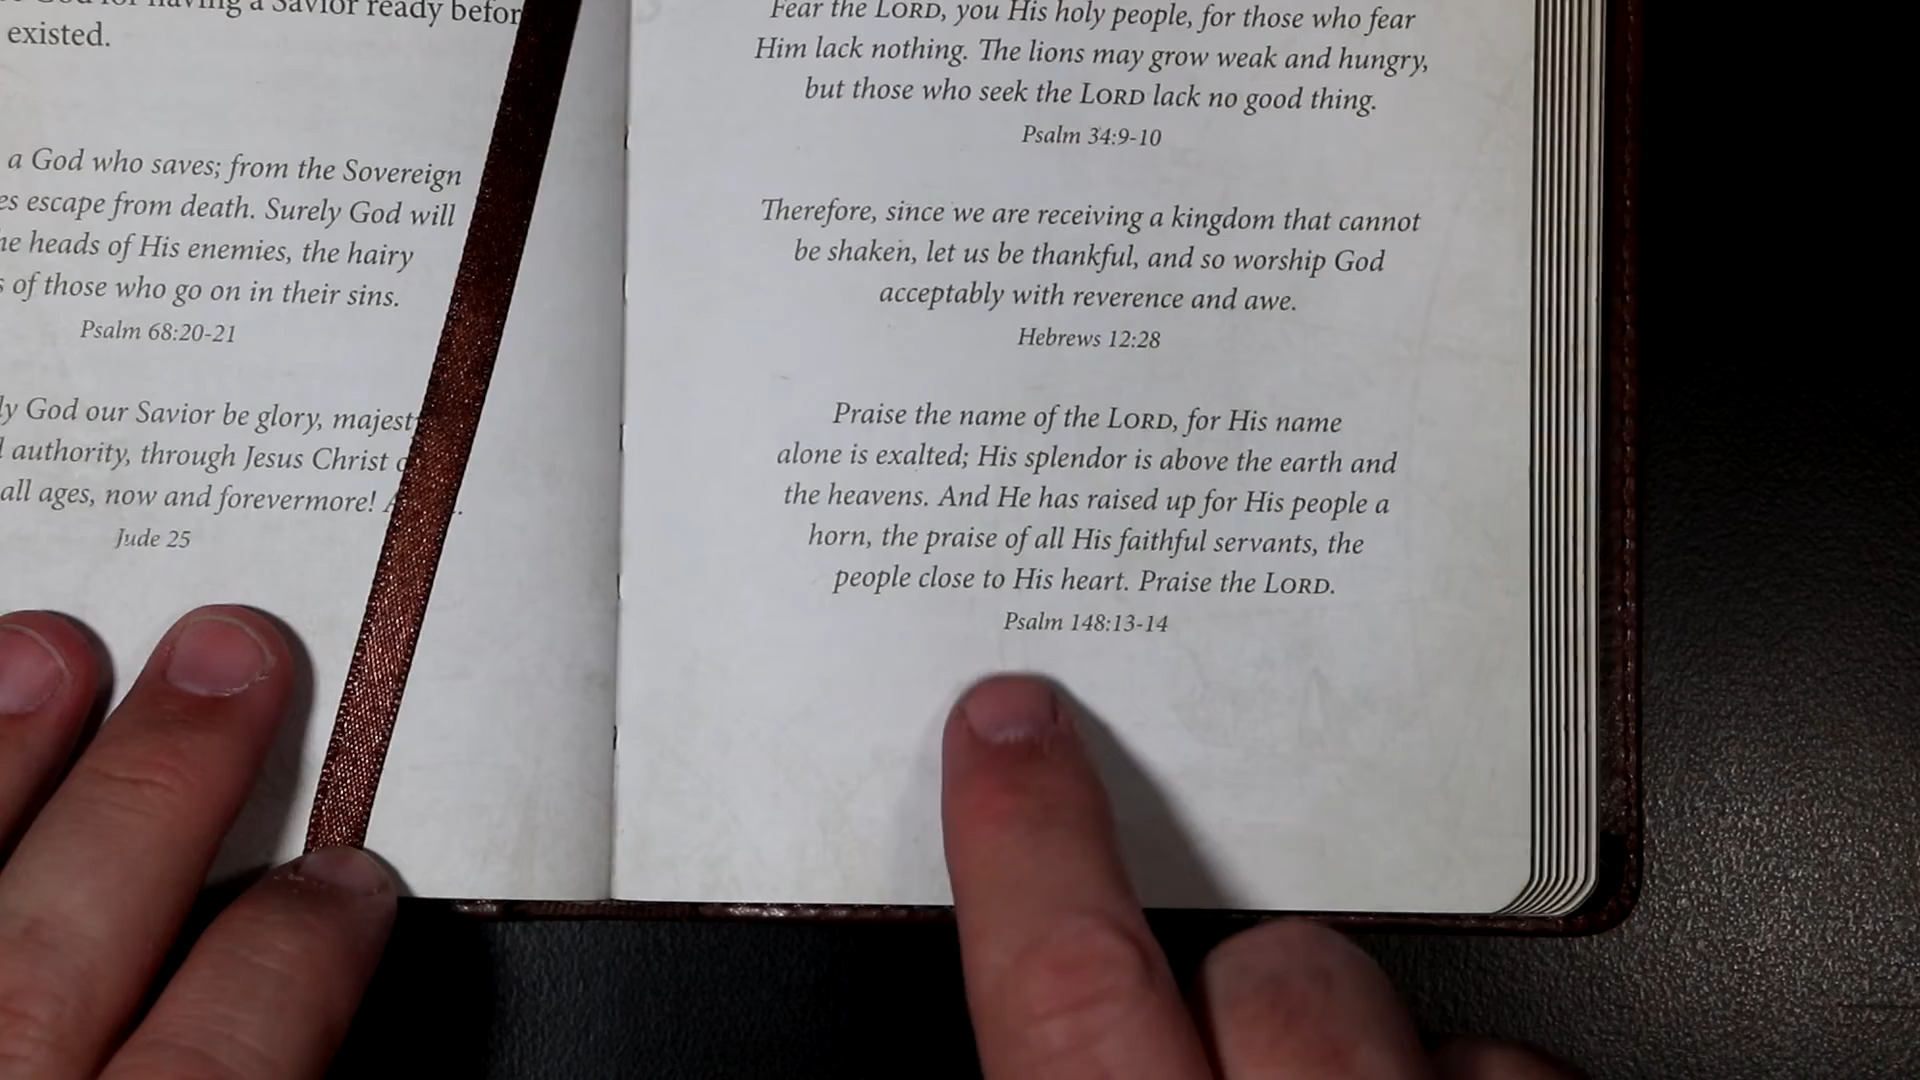 for having a Savior ready
existed.
a God who saves; from the Sovereign
escape from death. Surely God will
heads of His enemies, the hairy
of those who go on in their sins.
Psalm 68:20-21
God our Savior be glory,
authority, through Jesus Christ
all ages, now and forevermore!
Jude 25
Fear the LORD, you His holy people, for those who fear
Him lack nothing. The lions may grow weak and hungry,
but those who seek the LORD lack no good thing.
Psalm 34:9-10
Therefore, since we are receiving a kingdom that cannot
be shaken, let us be thankful, and so worship God
acceptably with reverence and awe.
Hebrews 12:28
Praise the name of the LORD, for His name
alone is exalted; His splendor is above the earth and
the heavens. And He has raised up for His people a
horn, the praise of all His faithful servants, the
people close to His heart. Praise the LORD.
Psalm 148:13-14